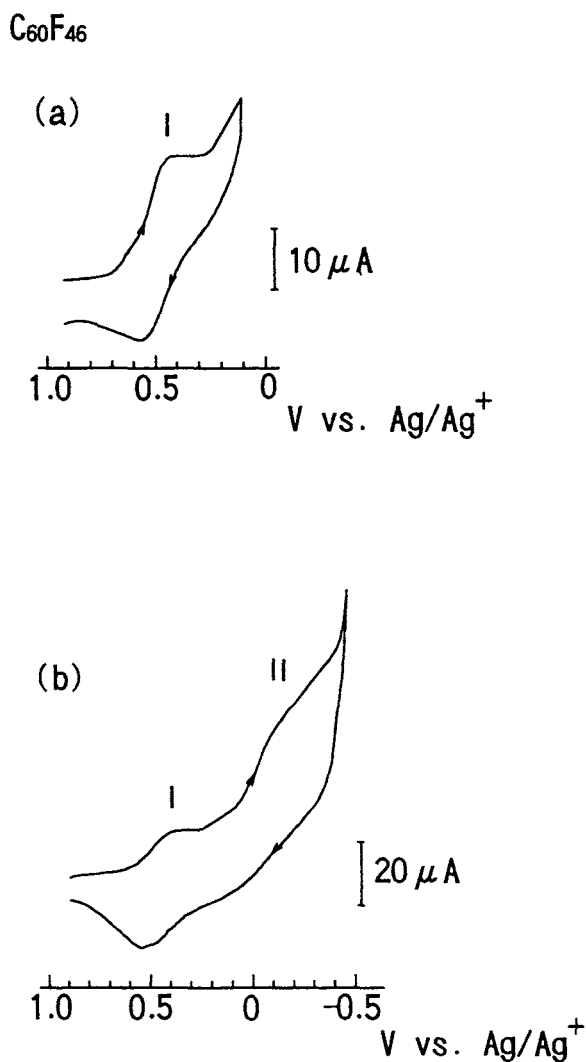 C₆₀F₄₆
(a)
I
10 μA
1.0 0.5 0
V vs. Ag/Ag⁺
(b)
II
I
20 μA
1.0 0.5 0 -0.5
V vs. Ag/Ag⁺